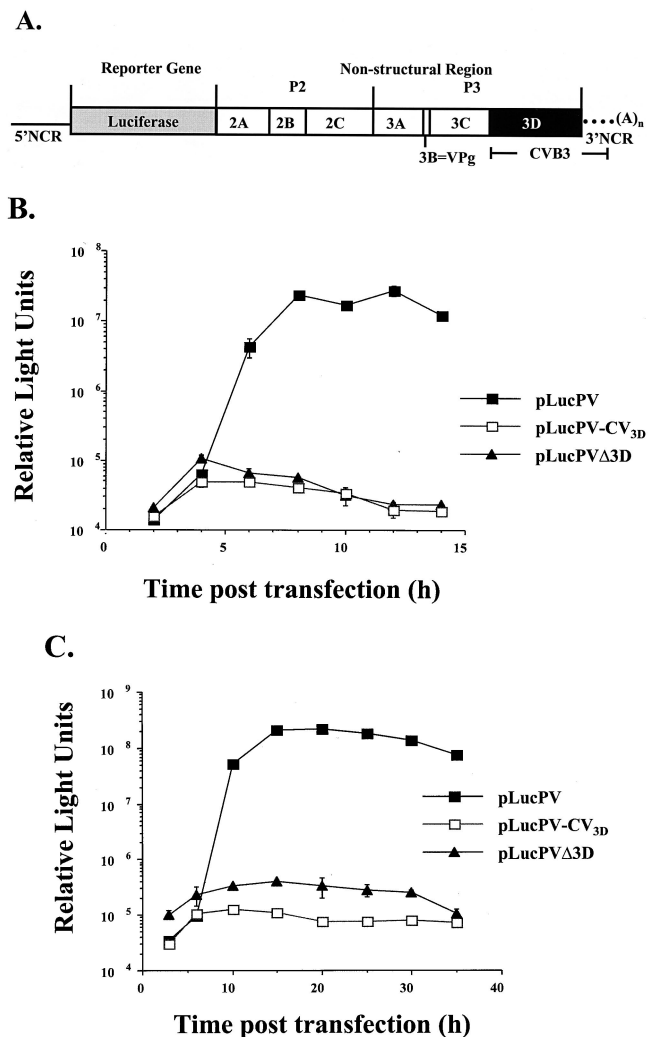 A.
Reporter Gene Non-structural Region
P2 P3
Luciferase 2A 2B 2C 3A 3C 3D (A)n
5'NCR 3'NCR
3B=VPg CVB3
B.
10 8
10 7
10 6
10 5
10 4
Relative Light Units
0 5 10 15
Time post transfection (h)
pLucPV
pLucPV-CV3D
pLucPVΔ3D
C.
10 9
10 8
10 7
10 6
10 5
10 4
Relative Light Units
0 10 20 30 40
Time post transfection (h)
pLucPV
pLucPV-CV3D
pLucPVΔ3D